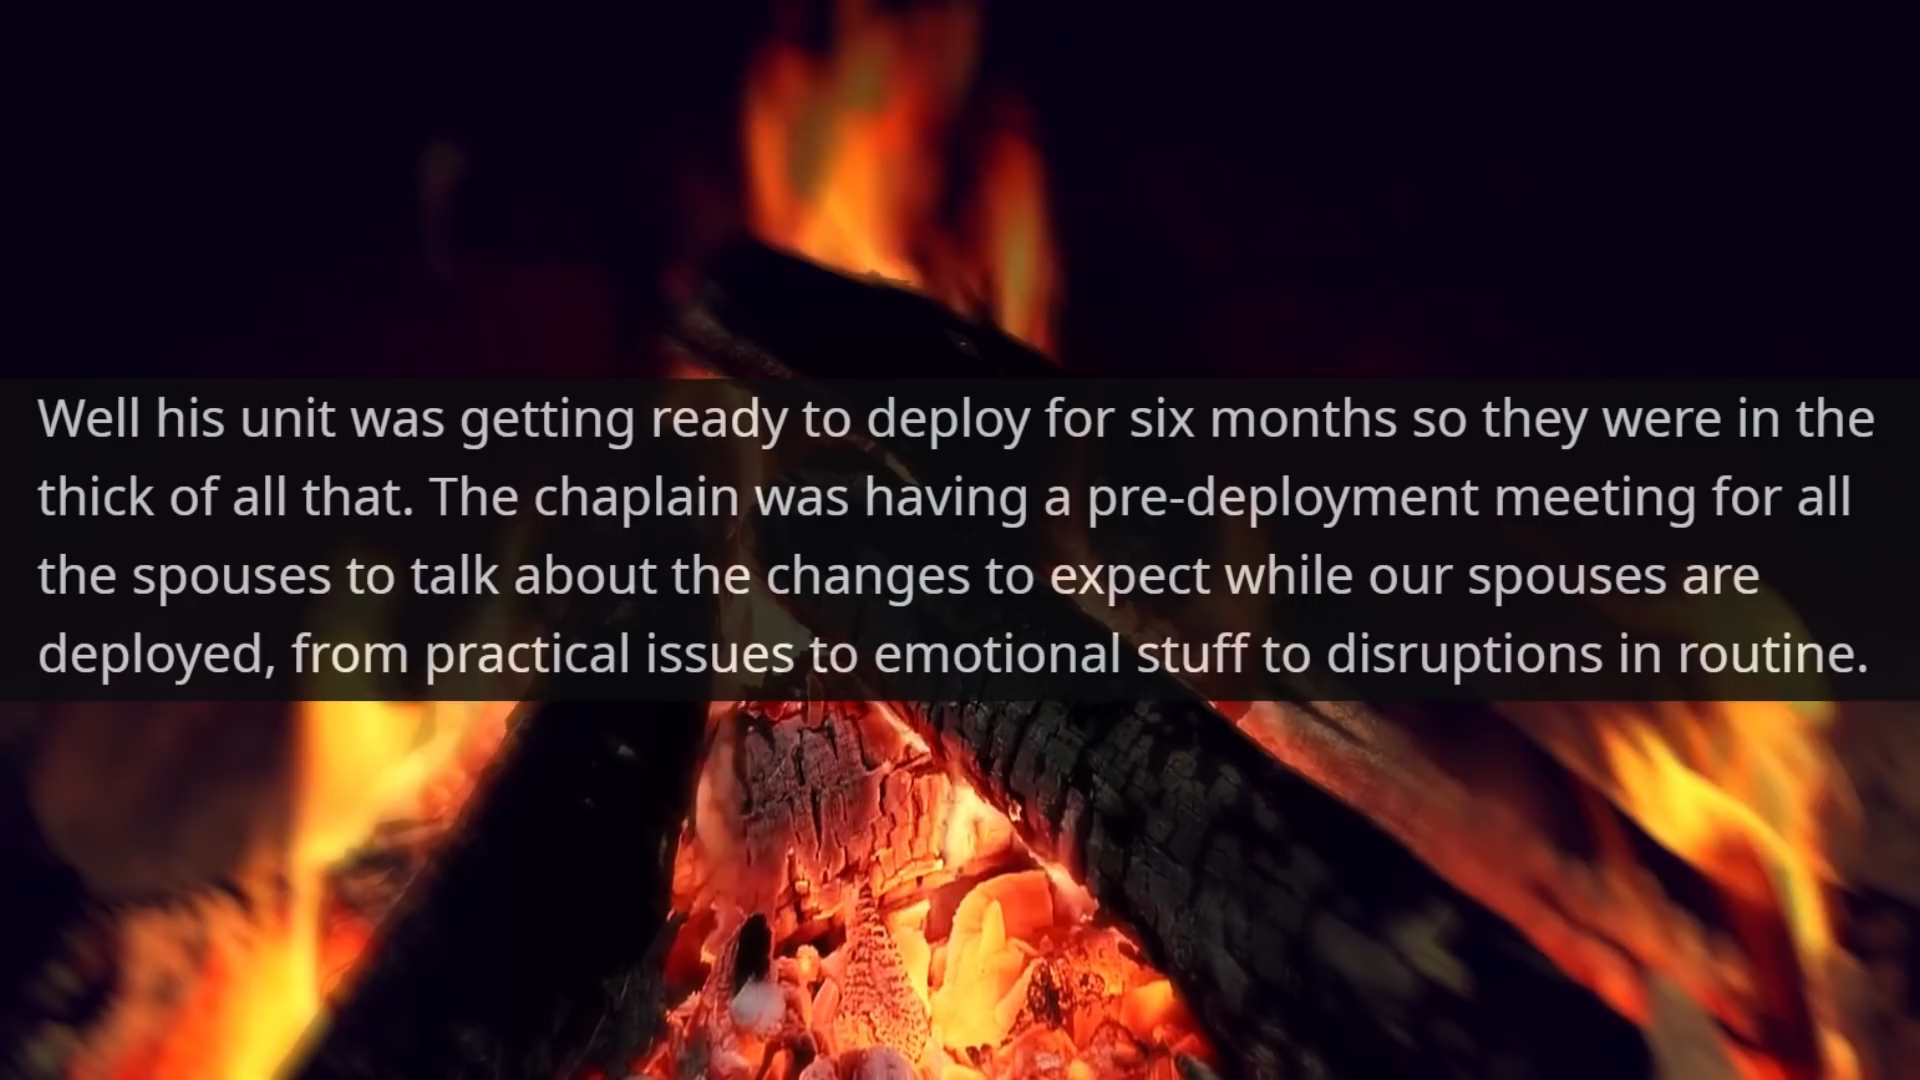 Well his unit was getting ready to deploy for six months so they were in the
thick of all that. The chaplain was having a pre-deployment meeting for all
the spouses to talk about the changes to expect while our spouses are
deployed, from practical issues to emotional stuff to disruptions in routine.